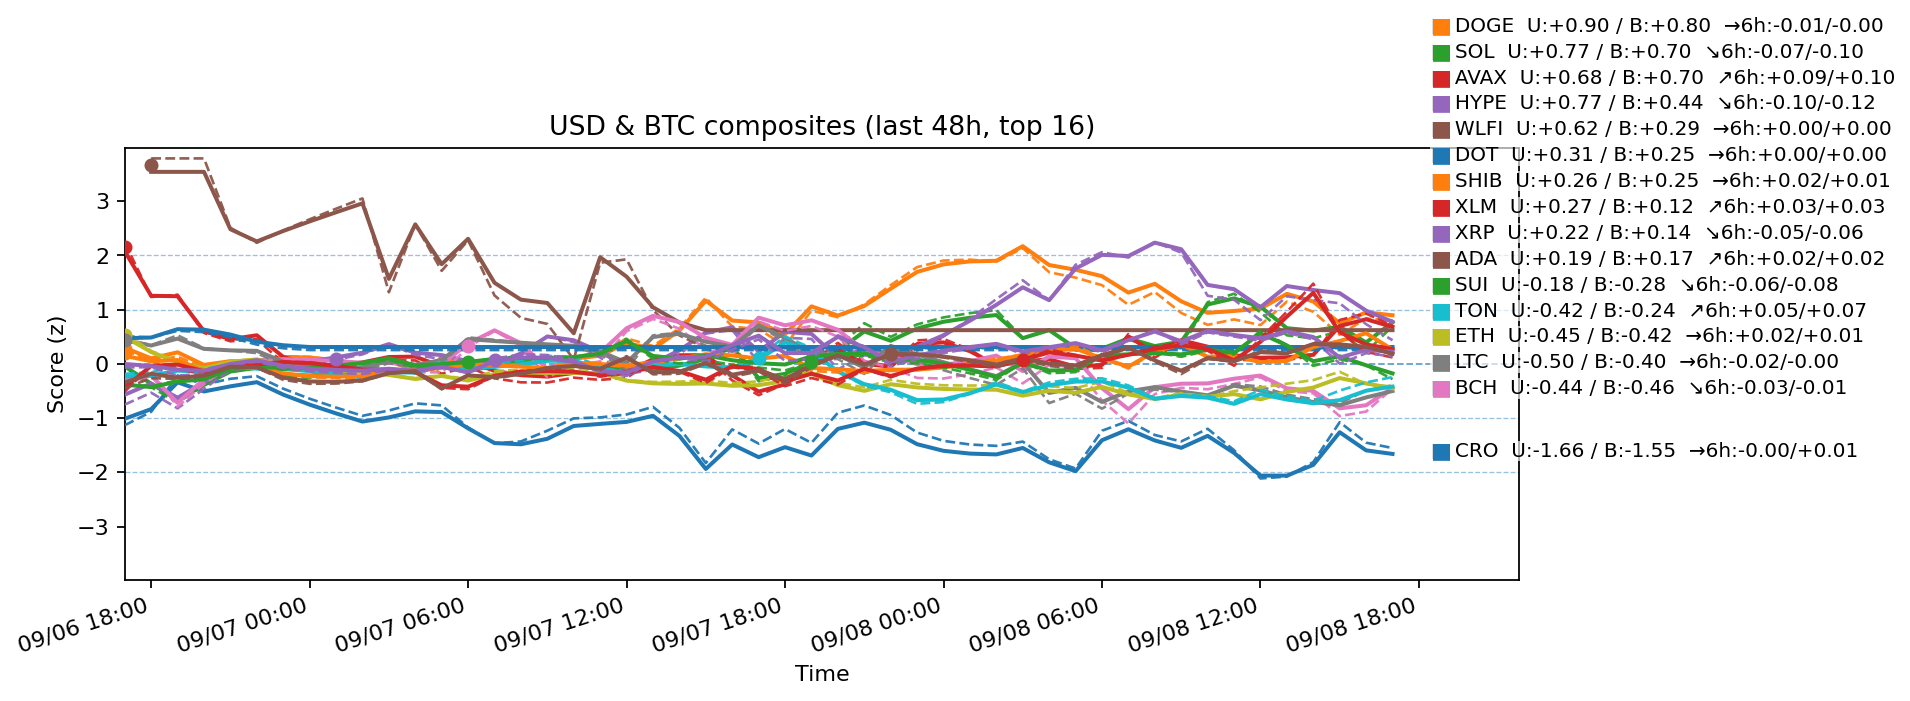 DOGE  U:+0.90 / B:+0.80  →6h:-0.01/-0.00
SOL  U:+0.77 / B:+0.70  ↘6h:-0.07/-0.10
AVAX  U:+0.68 / B:+0.70  ↗6h:+0.09/+0.10
HYPE  U:+0.77 / B:+0.44  ↘6h:-0.10/-0.12
WLFI  U:+0.62 / B:+0.29  →6h:+0.00/+0.00
DOT  U:+0.31 / B:+0.25  →6h:+0.00/+0.00
SHIB  U:+0.26 / B:+0.25  →6h:+0.02/+0.01
XLM  U:+0.27 / B:+0.12  ↗6h:+0.03/+0.03
XRP  U:+0.22 / B:+0.14  ↘6h:-0.05/-0.06
ADA  U:+0.19 / B:+0.17  ↗6h:+0.02/+0.02
SUI  U:-0.18 / B:-0.28  ↘6h:-0.06/-0.08
TON  U:-0.42 / B:-0.24  ↗6h:+0.05/+0.07
ETH  U:-0.45 / B:-0.42  →6h:+0.02/+0.01
LTC  U:-0.50 / B:-0.40  →6h:-0.02/-0.00
BCH  U:-0.44 / B:-0.46  ↘6h:-0.03/-0.01
CRO  U:-1.66 / B:-1.55  →6h:-0.00/+0.01
USD & BTC composites (last 48h, top 16)
Score (z)
3
2
1
0
−1
−2
−3
09/06 18:00
09/07 00:00
09/07 06:00
09/07 12:00
09/07 18:00
09/08 00:00
09/08 06:00
09/08 12:00
09/08 18:00
Time